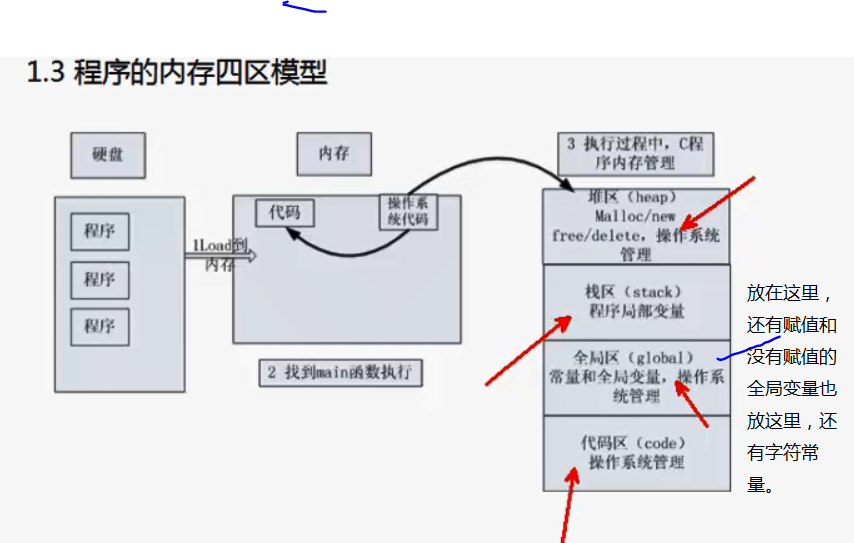 1.3 程序的内存四区模型
硬盘
内存
3 执行过程中，C程
序内存管理
程序
程序
程序
1Load到
内存
代码
操作系
统代码
2 找到main函数执行
堆区（heap）
Malloc/new
free/delete，操作系统
管理
栈区（stack）
程序局部变量
全局区（global）
常量和全局变量，操作系
统管理
代码区（code）
操作系统管理
放在这里，
还有赋值和
没有赋值的
全局变量也
放这里，还
有字符常
量。